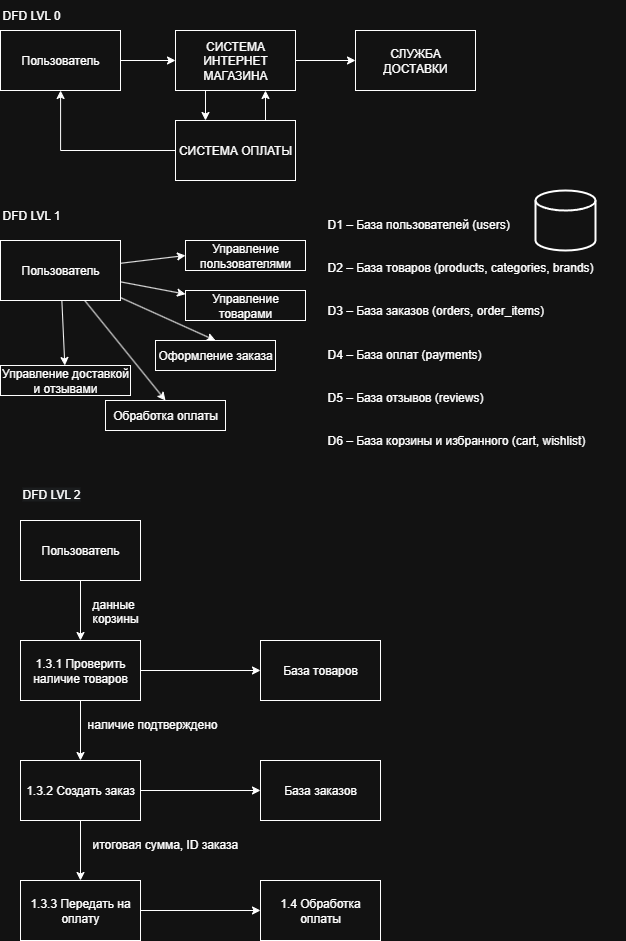 DFD LVL 0
Пользователь
СИСТЕМА
ИНТЕРНЕТ
МАГАЗИНА
СЛУЖБА
ДОСТАВКИ
СИСТЕМА ОПЛАТЫ
DFD LVL 1
Пользователь
Управление
пользователями
Управление
товарами
Оформление заказа
Управление доставкой
и отзывами
Обработка оплаты
D1 – База пользователей (users)
D2 – База товаров (products, categories, brands)
D3 – База заказов (orders, order_items)
D4 – База оплат (payments)
D5 – База отзывов (reviews)
D6 – База корзины и избранного (cart, wishlist)
DFD LVL 2
Пользователь
данные
корзины
1.3.1 Проверить
наличие товаров
База товаров
наличие подтверждено
1.3.2 Создать заказ
База заказов
итоговая сумма, ID заказа
1.3.3 Передать на
оплату
1.4 Обработка
оплаты